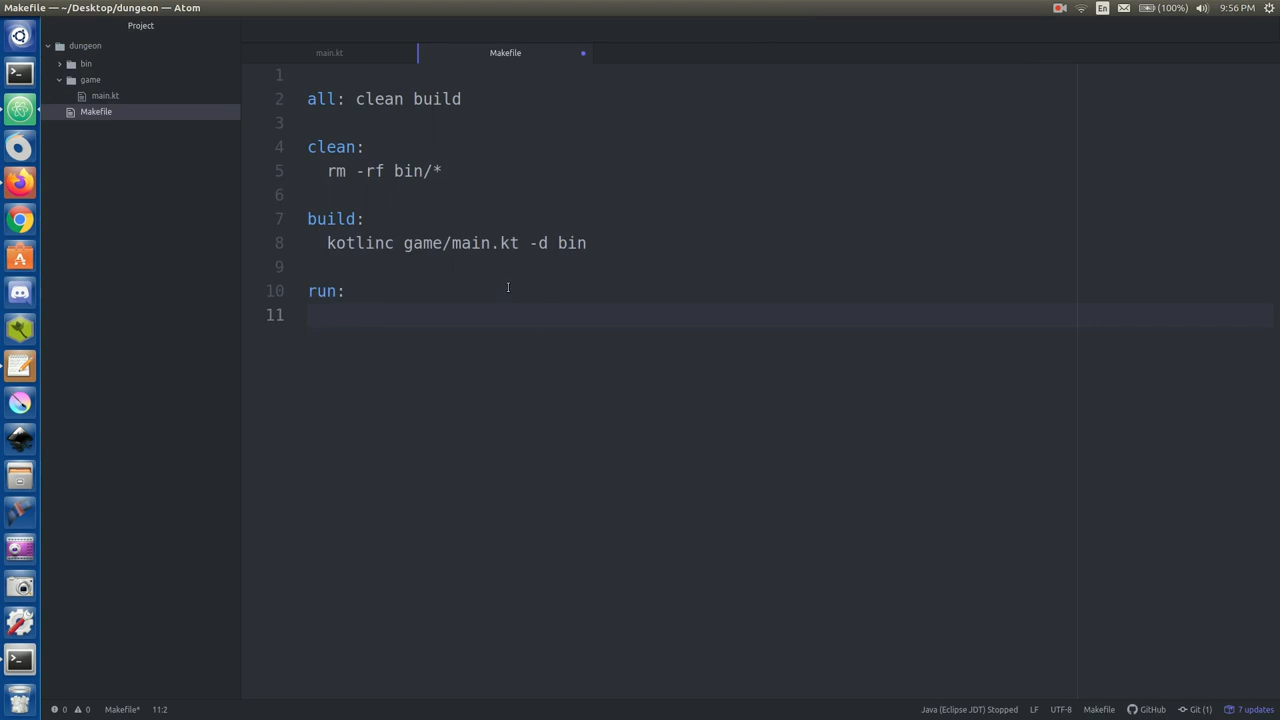 Makefile — ~/Desktop/dungeon — Atom
En
(100%)
9:56 PM
Project
dungeon
bin
game
main.kt
Makefile
main.kt
Makefile
1
2 all: clean build
3
4 clean:
5 rm -rf bin/*
6
7 build:
8 kotlinc game/main.kt -d bin
9
10 run:
11
0 0 Makefile* 11:2
Java (Eclipse JDT) Stopped LF UTF-8 Makefile GitHub Git (1) 7 updates